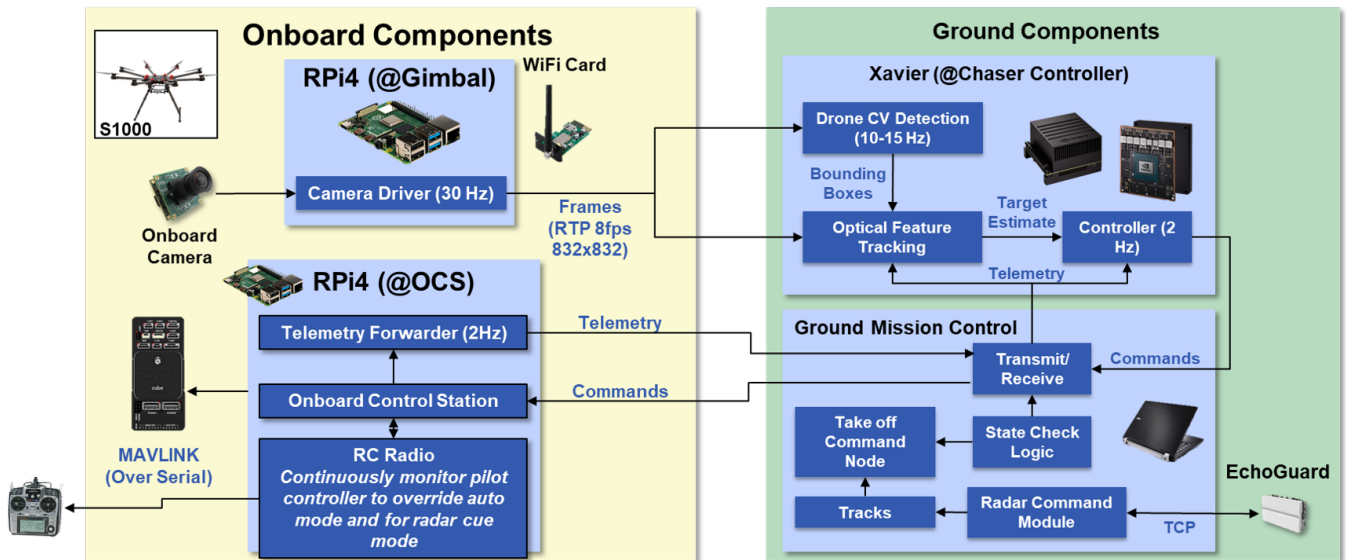 Onboard Components
S1000
RPi4 (@Gimbal)
WiFi Card
Camera Driver (30 Hz)
Onboard
Camera
Frames
(RTP 8fps
832x832)
RPi4 (@OCS)
Telemetry Forwarder (2Hz)
Onboard Control Station
RC Radio
Continuously monitor pilot
controller to override auto
mode and for radar cue
mode
cube
MAVLINK
(Over Serial)
Telemetry
Commands
Ground Components
Xavier (@Chaser Controller)
Drone CV Detection
(10-15 Hz)
Bounding
Boxes
Optical Feature
Tracking
Target
Estimate
Controller (2
Hz)
Telemetry
Ground Mission Control
Transmit/
Receive
Commands
Take off
Command
Node
State Check
Logic
Tracks
Radar Command
Module
TCP
EchoGuard